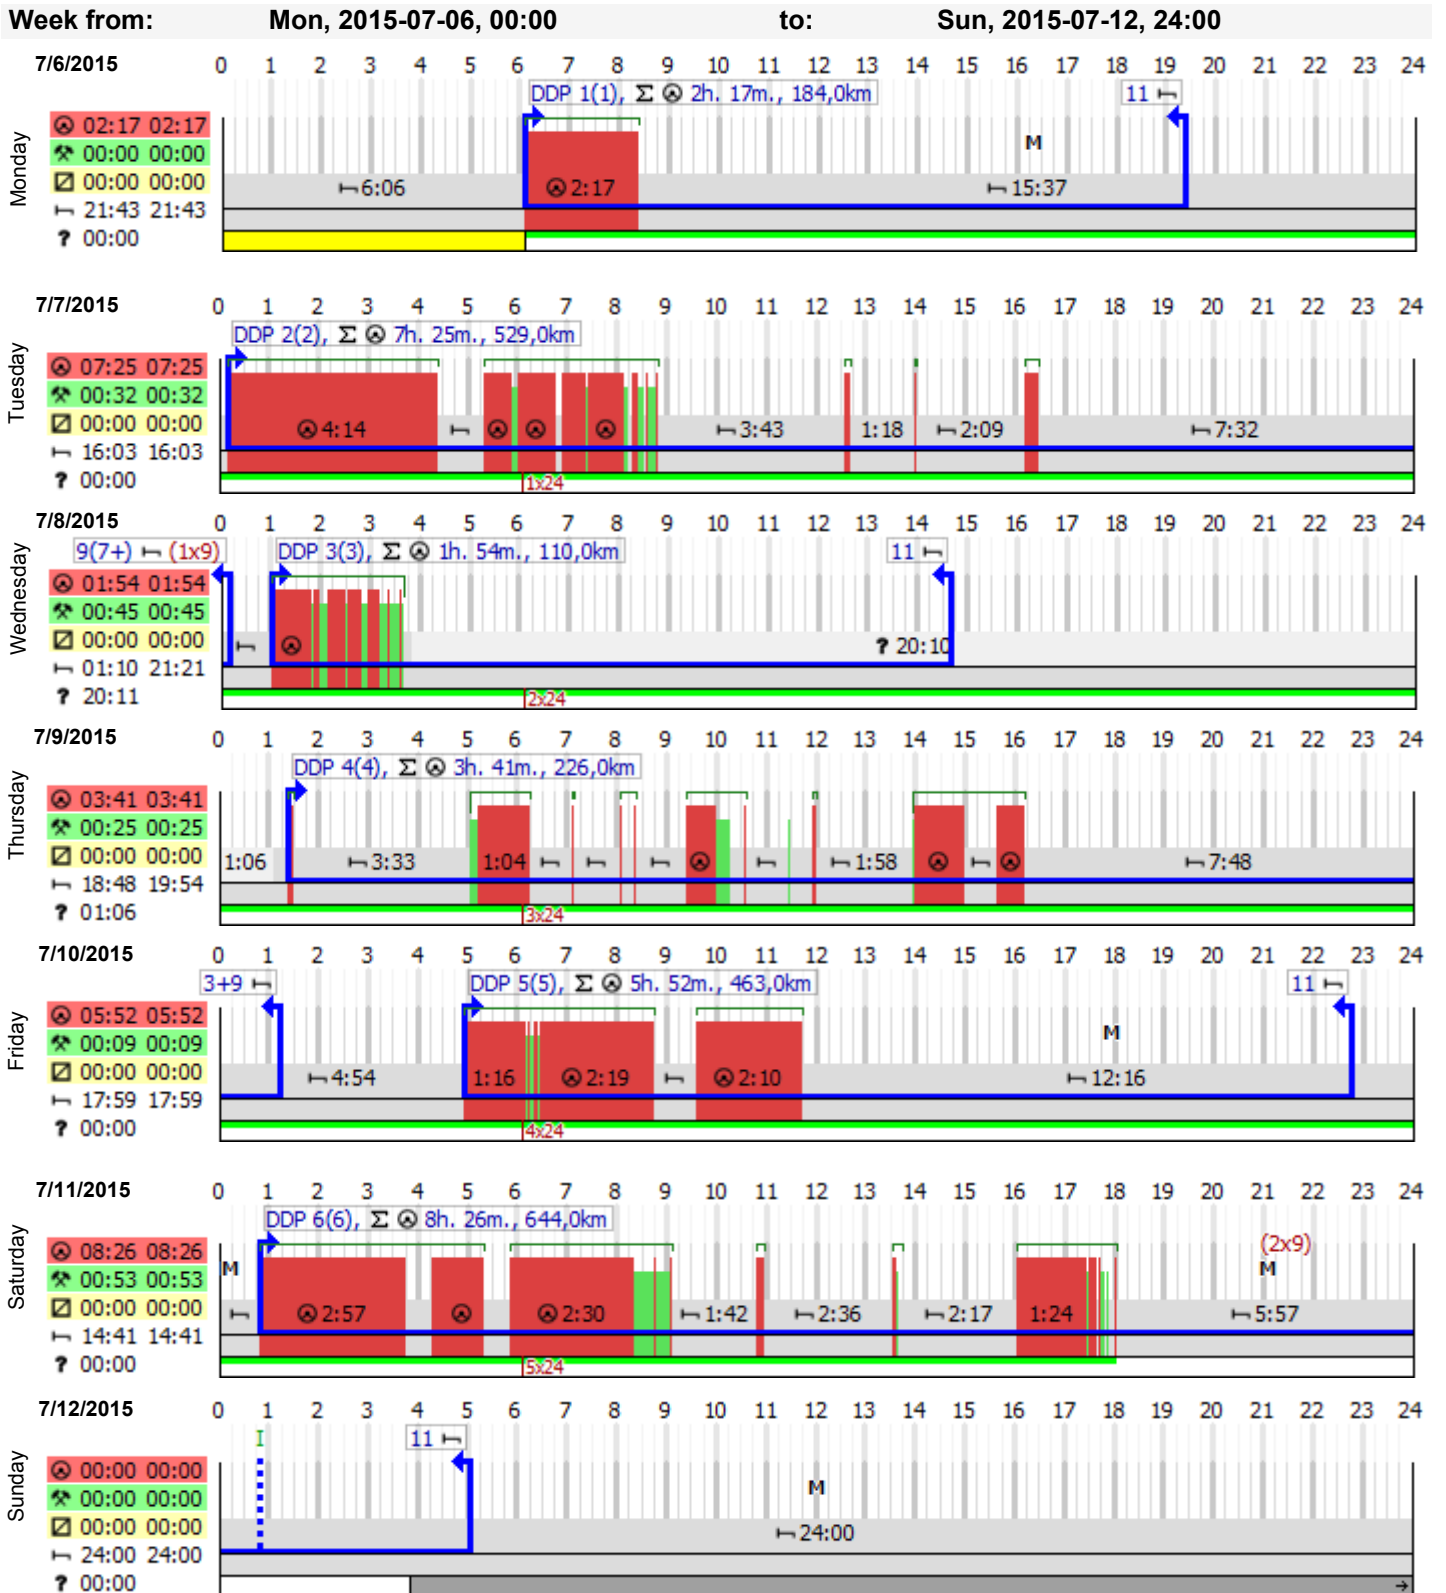 Week from: Mon, 2015-07-06, 00:00 to: Sun, 2015-07-12, 24:00
7/6/2015 0 1 2 3 4 5 6 7 8 9 10 11 12 13 14 15 16 17 18 19 20 21 22 23 24
DDP 1(1), Σ 2h. 17m., 184,0km 11
Monday
02:17 02:17
M
00:00 00:00
00:00 00:00 6:06 2:17 15:37
21:43 21:43
? 00:00
7/7/2015 0 1 2 3 4 5 6 7 8 9 10 11 12 13 14 15 16 17 18 19 20 21 22 23 24
DDP 2(2), Σ 7h. 25m., 529,0km
Tuesday
07:25 07:25
00:32 00:32
00:00 00:00 4:14 3:43 1:18 2:09 7:32
16:03 16:03
? 00:00 1x24
7/8/2015 0 1 2 3 4 5 6 7 8 9 10 11 12 13 14 15 16 17 18 19 20 21 22 23 24
9(7+) (1x9) DDP 3(3), Σ 1h. 54m., 110,0km 11
Wednesday
01:54 01:54
00:45 00:45
00:00 00:00 ? 20:10
01:10 21:21
? 20:11 2x24
7/9/2015 0 1 2 3 4 5 6 7 8 9 10 11 12 13 14 15 16 17 18 19 20 21 22 23 24
DDP 4(4), Σ 3h. 41m., 226,0km
Thursday
03:41 03:41
00:25 00:25
00:00 00:00 1:06 3:33 1:04 1:58 7:48
18:48 19:54
? 01:06 3x24
7/10/2015 0 1 2 3 4 5 6 7 8 9 10 11 12 13 14 15 16 17 18 19 20 21 22 23 24
3+9 DDP 5(5), Σ 5h. 52m., 463,0km 11
Friday
05:52 05:52
M
00:09 00:09
00:00 00:00 4:54 1:16 2:19 2:10 12:16
17:59 17:59
? 00:00 4x24
7/11/2015 0 1 2 3 4 5 6 7 8 9 10 11 12 13 14 15 16 17 18 19 20 21 22 23 24
DDP 6(6), Σ 8h. 26m., 644,0km
Saturday
08:26 08:26 (2x9)
M M
00:53 00:53
00:00 00:00 2:57 2:30 1:42 2:36 2:17 1:24 5:57
14:41 14:41
? 00:00 5x24
7/12/2015 0 1 2 3 4 5 6 7 8 9 10 11 12 13 14 15 16 17 18 19 20 21 22 23 24
I 11
Sunday
00:00 00:00
M
00:00 00:00
00:00 00:00 24:00
24:00 24:00
? 00:00 →